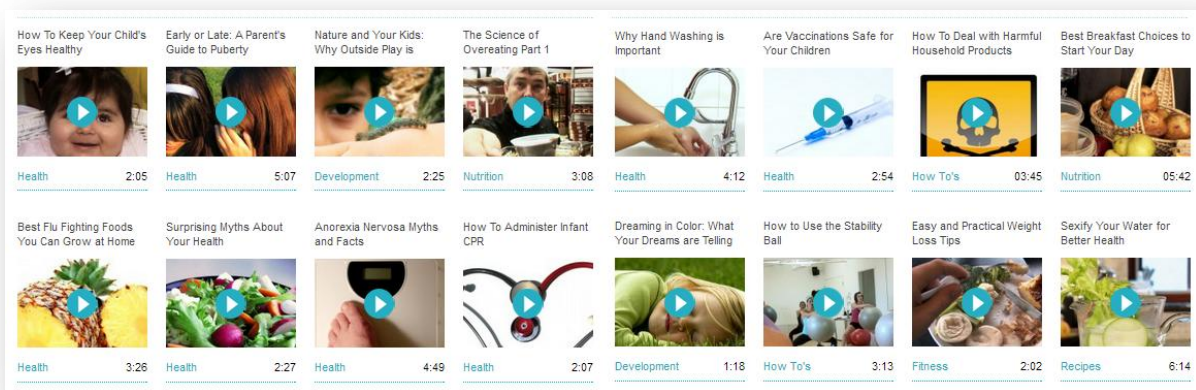 How To Keep Your Child's
Eyes Healthy
Health 2:05
Early or Late: A Parent's
Guide to Puberty
Health 5:07
Nature and Your Kids:
Why Outside Play is
Development 2:25
The Science of
Overeating Part 1
Nutrition 3:08
Why Hand Washing is
Important
Health 4:12
Are Vaccinations Safe for
Your Children
Health 2:54
How To Deal with Harmful
Household Products
How To's 03:45
Best Breakfast Choices to
Start Your Day
Nutrition 05:42
Best Flu Fighting Foods
You Can Grow at Home
Health 3:26
Surprising Myths About
Your Health
Health 2:27
Anorexia Nervosa Myths
and Facts
Health 4:49
How To Administer Infant
CPR
Health 2:07
Dreaming in Color: What
Your Dreams are Telling
Development 1:18
How to Use the Stability
Ball
How To's 3:13
Easy and Practical Weight
Loss Tips
Fitness 2:02
Sexify Your Water for
Better Health
Recipes 6:14